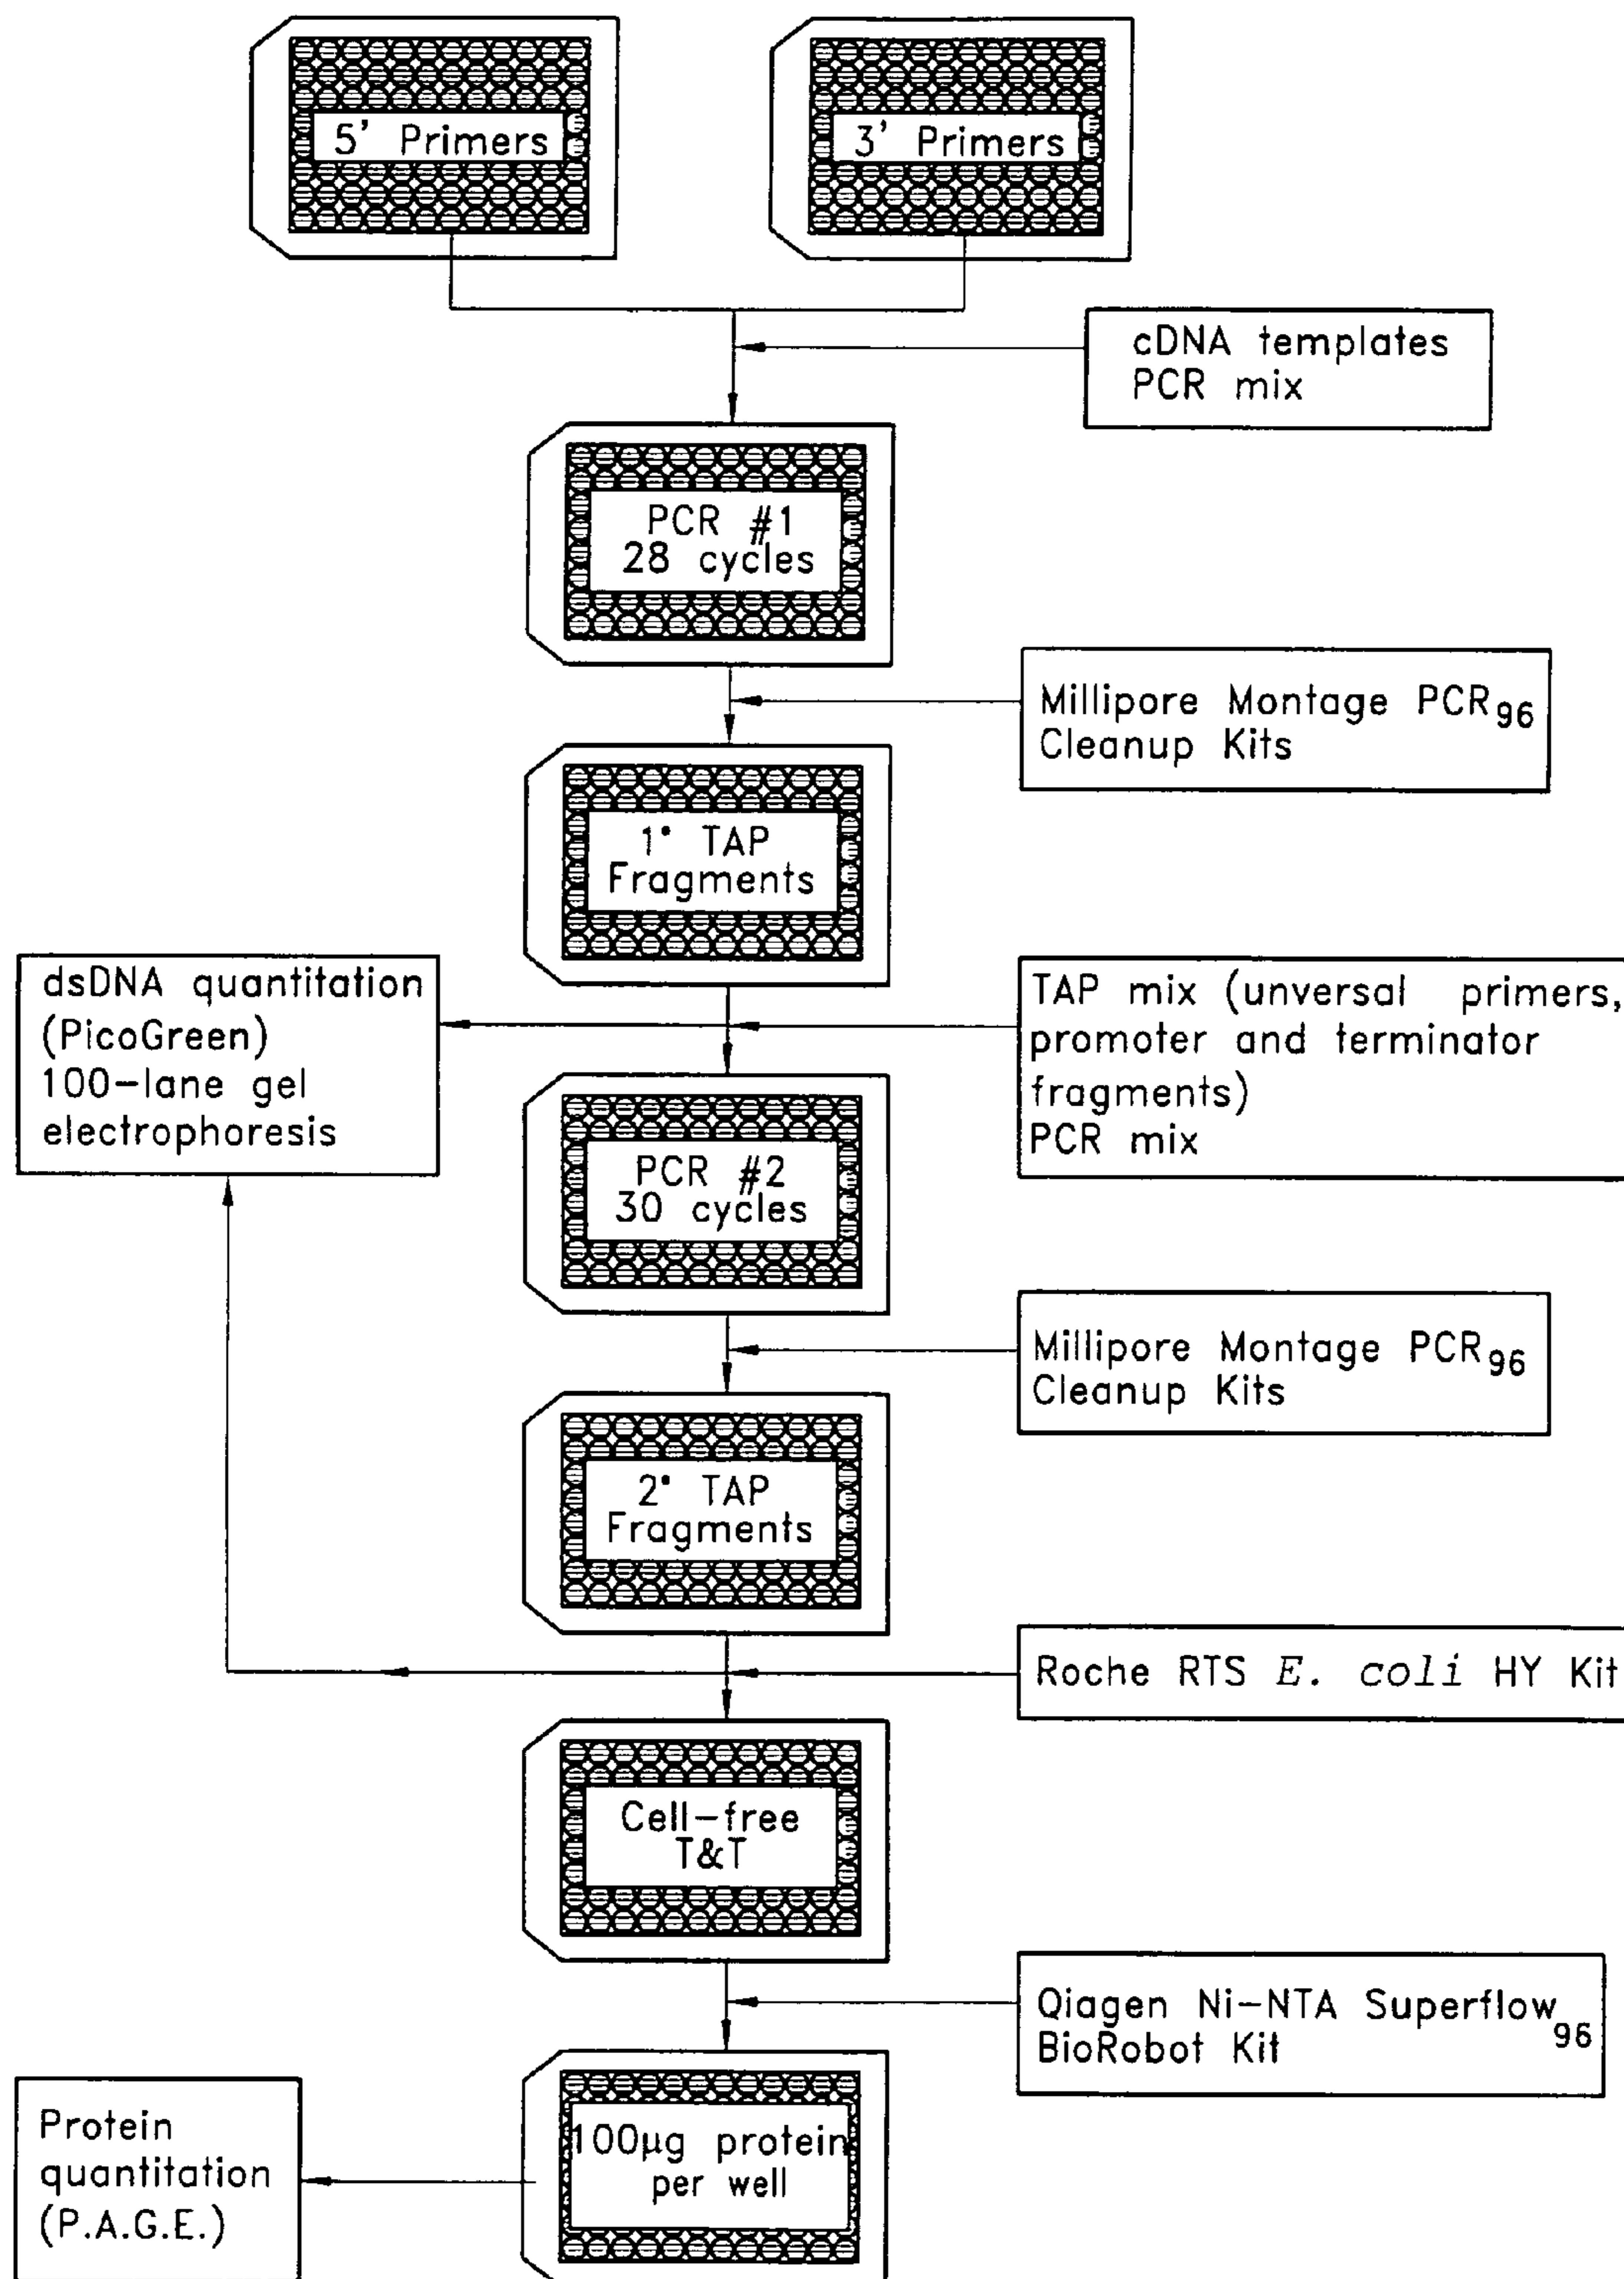 5' Primers
3' Primers
cDNA templates
PCR mix
PCR #1
28 cycles
Millipore Montage PCR96
Cleanup Kits
1° TAP
Fragments
dsDNA quantitation
(PicoGreen)
100-lane gel
electrophoresis
TAP mix (unversal primers,
promoter and terminator
fragments)
PCR mix
PCR #2
30 cycles
Millipore Montage PCR96
Cleanup Kits
2° TAP
Fragments
Roche RTS E. coli HY Kit
Cell-free
T&T
Qiagen Ni-NTA Superflow96
BioRobot Kit
100µg protein
per well
Protein
quantitation
(P.A.G.E.)